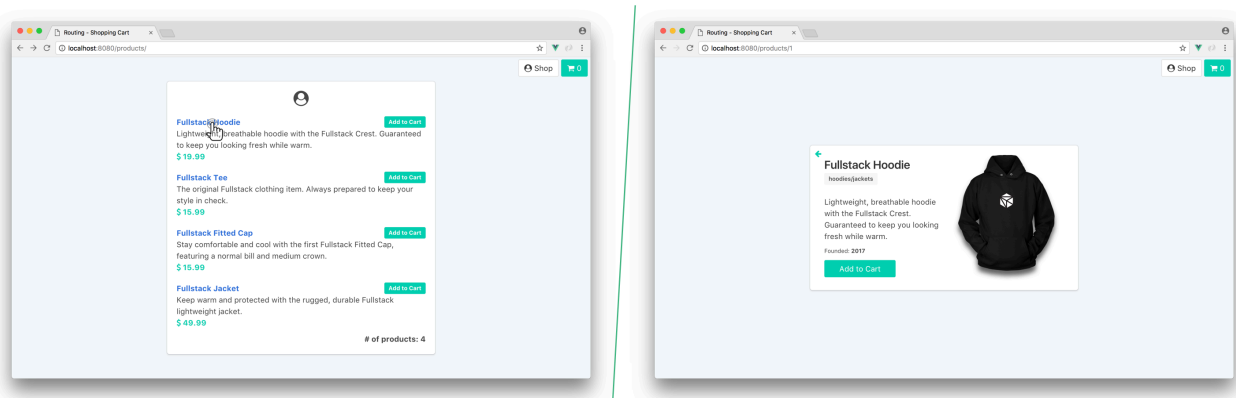 Routing - Shopping Cart
localhost:8080/products/
Shop
0
Fullstack Hoodie
Add to Cart
Lightweight, breathable hoodie with the Fullstack Crest. Guaranteed
to keep you looking fresh while warm.
$ 19.99
Fullstack Tee
Add to Cart
The original Fullstack clothing item. Always prepared to keep your
style in check.
$ 15.99
Fullstack Fitted Cap
Add to Cart
Stay comfortable and cool with the first Fullstack Fitted Cap,
featuring a normal bill and medium crown.
$ 15.99
Fullstack Jacket
Add to Cart
Keep warm and protected with the rugged, durable Fullstack
lightweight jacket.
$ 49.99
# of products: 4
Routing - Shopping Cart
localhost:8080/products/1
Shop
0
Fullstack Hoodie
hoodies/jackets
Lightweight, breathable hoodie
with the Fullstack Crest.
Guaranteed to keep you looking
fresh while warm.
Founded: 2017
Add to Cart